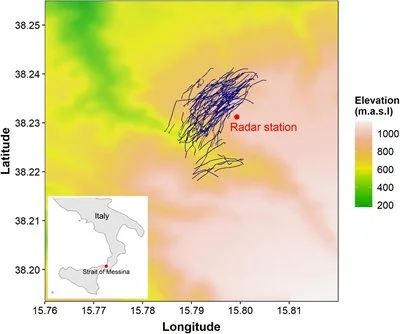 38.25
38.24
38.23
38.22
38.21
38.20
Latitude
Radar station
Elevation
(m.a.s.l)
1000
800
600
400
200
Italy
Strait of Messina
15.76 15.77 15.78 15.79 15.80 15.81
Longitude